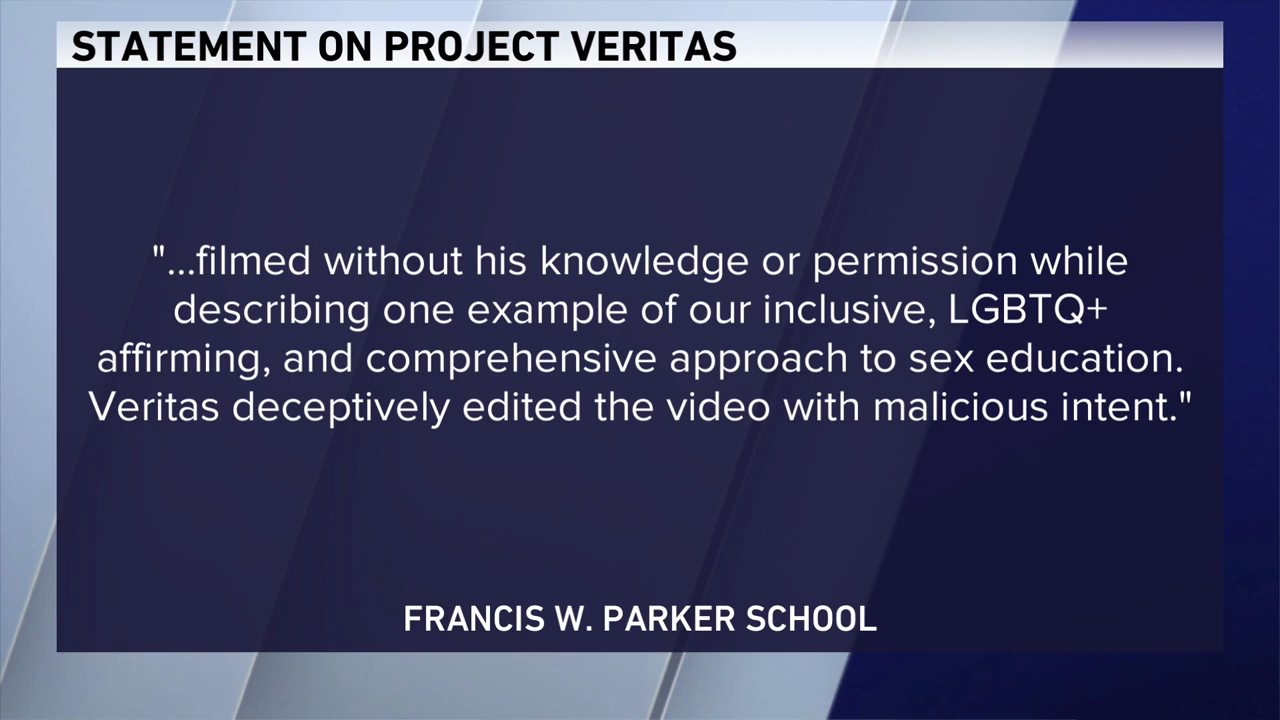 STATEMENT ON PROJECT VERITAS
"...filmed without his knowledge or permission while
describing one example of our inclusive, LGBTQ+
affirming, and comprehensive approach to sex education.
Veritas deceptively edited the video with malicious intent."
FRANCIS W. PARKER SCHOOL